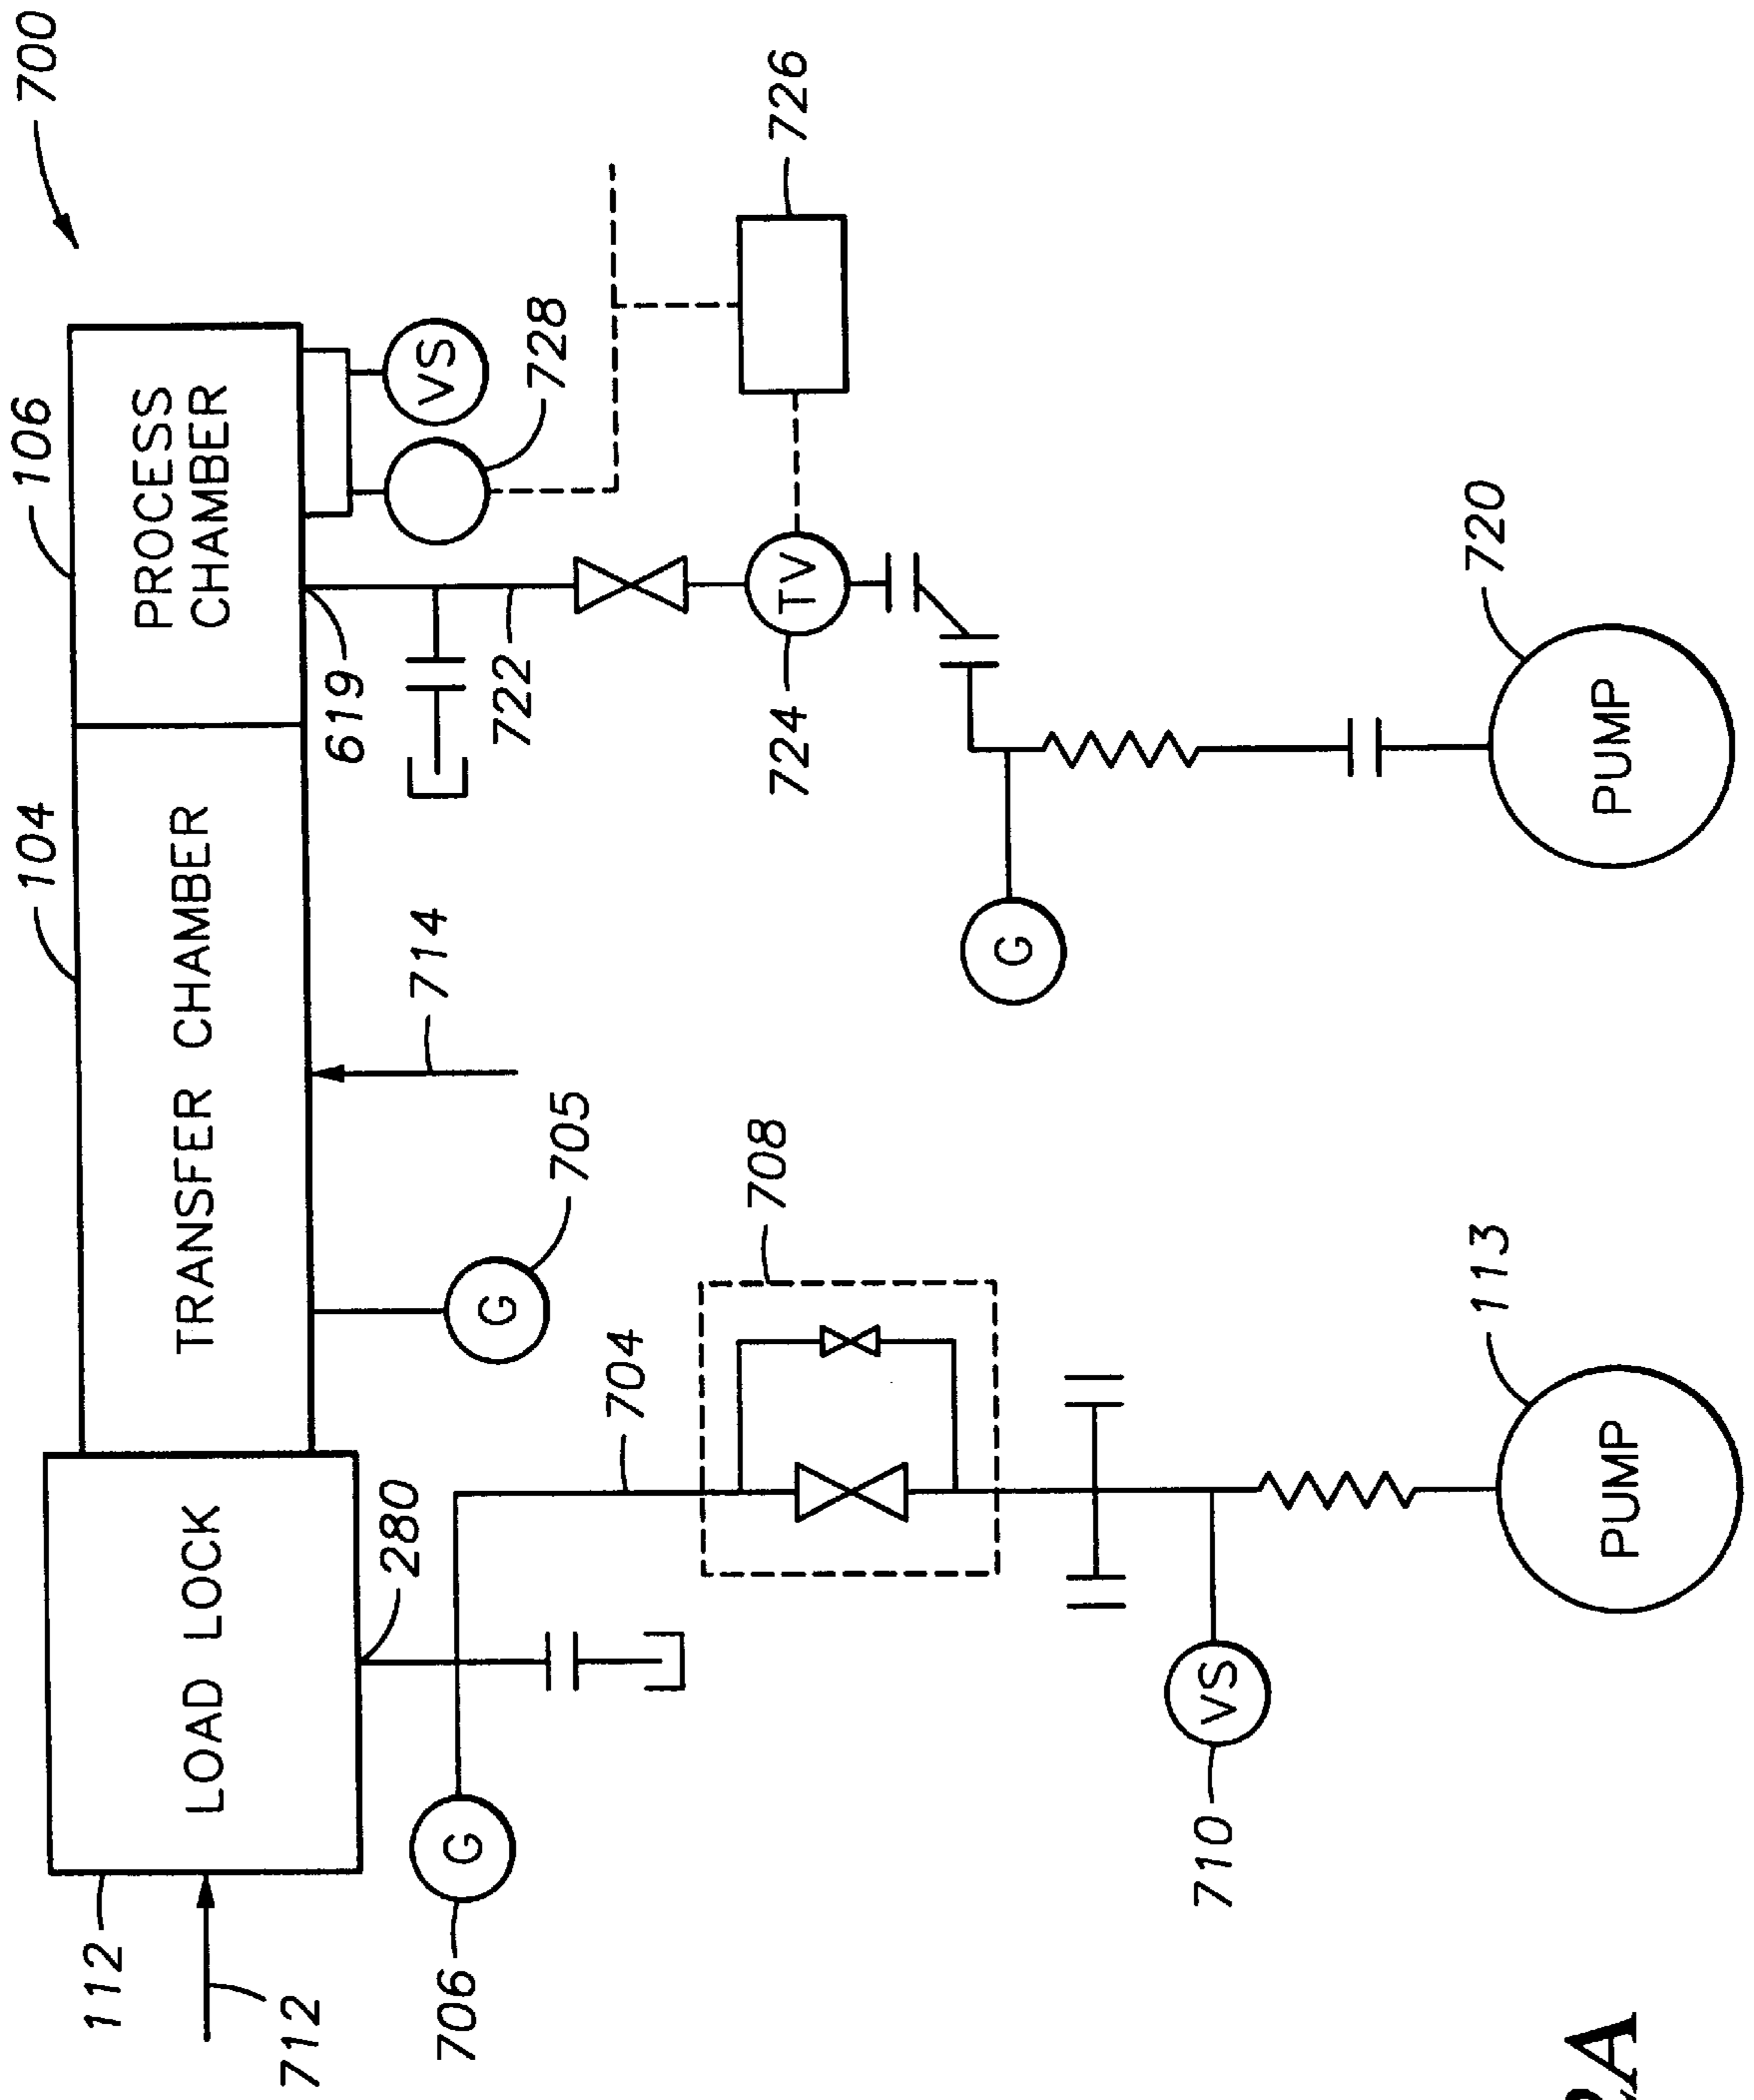 700
106
104
PROCESS
CHAMBER
TRANSFER CHAMBER
LOAD LOCK
112
712
280
619
714
705
728
VS
726
722
TV
724
G
G
G
706
704
708
VS
710
PUMP
720
PUMP
113